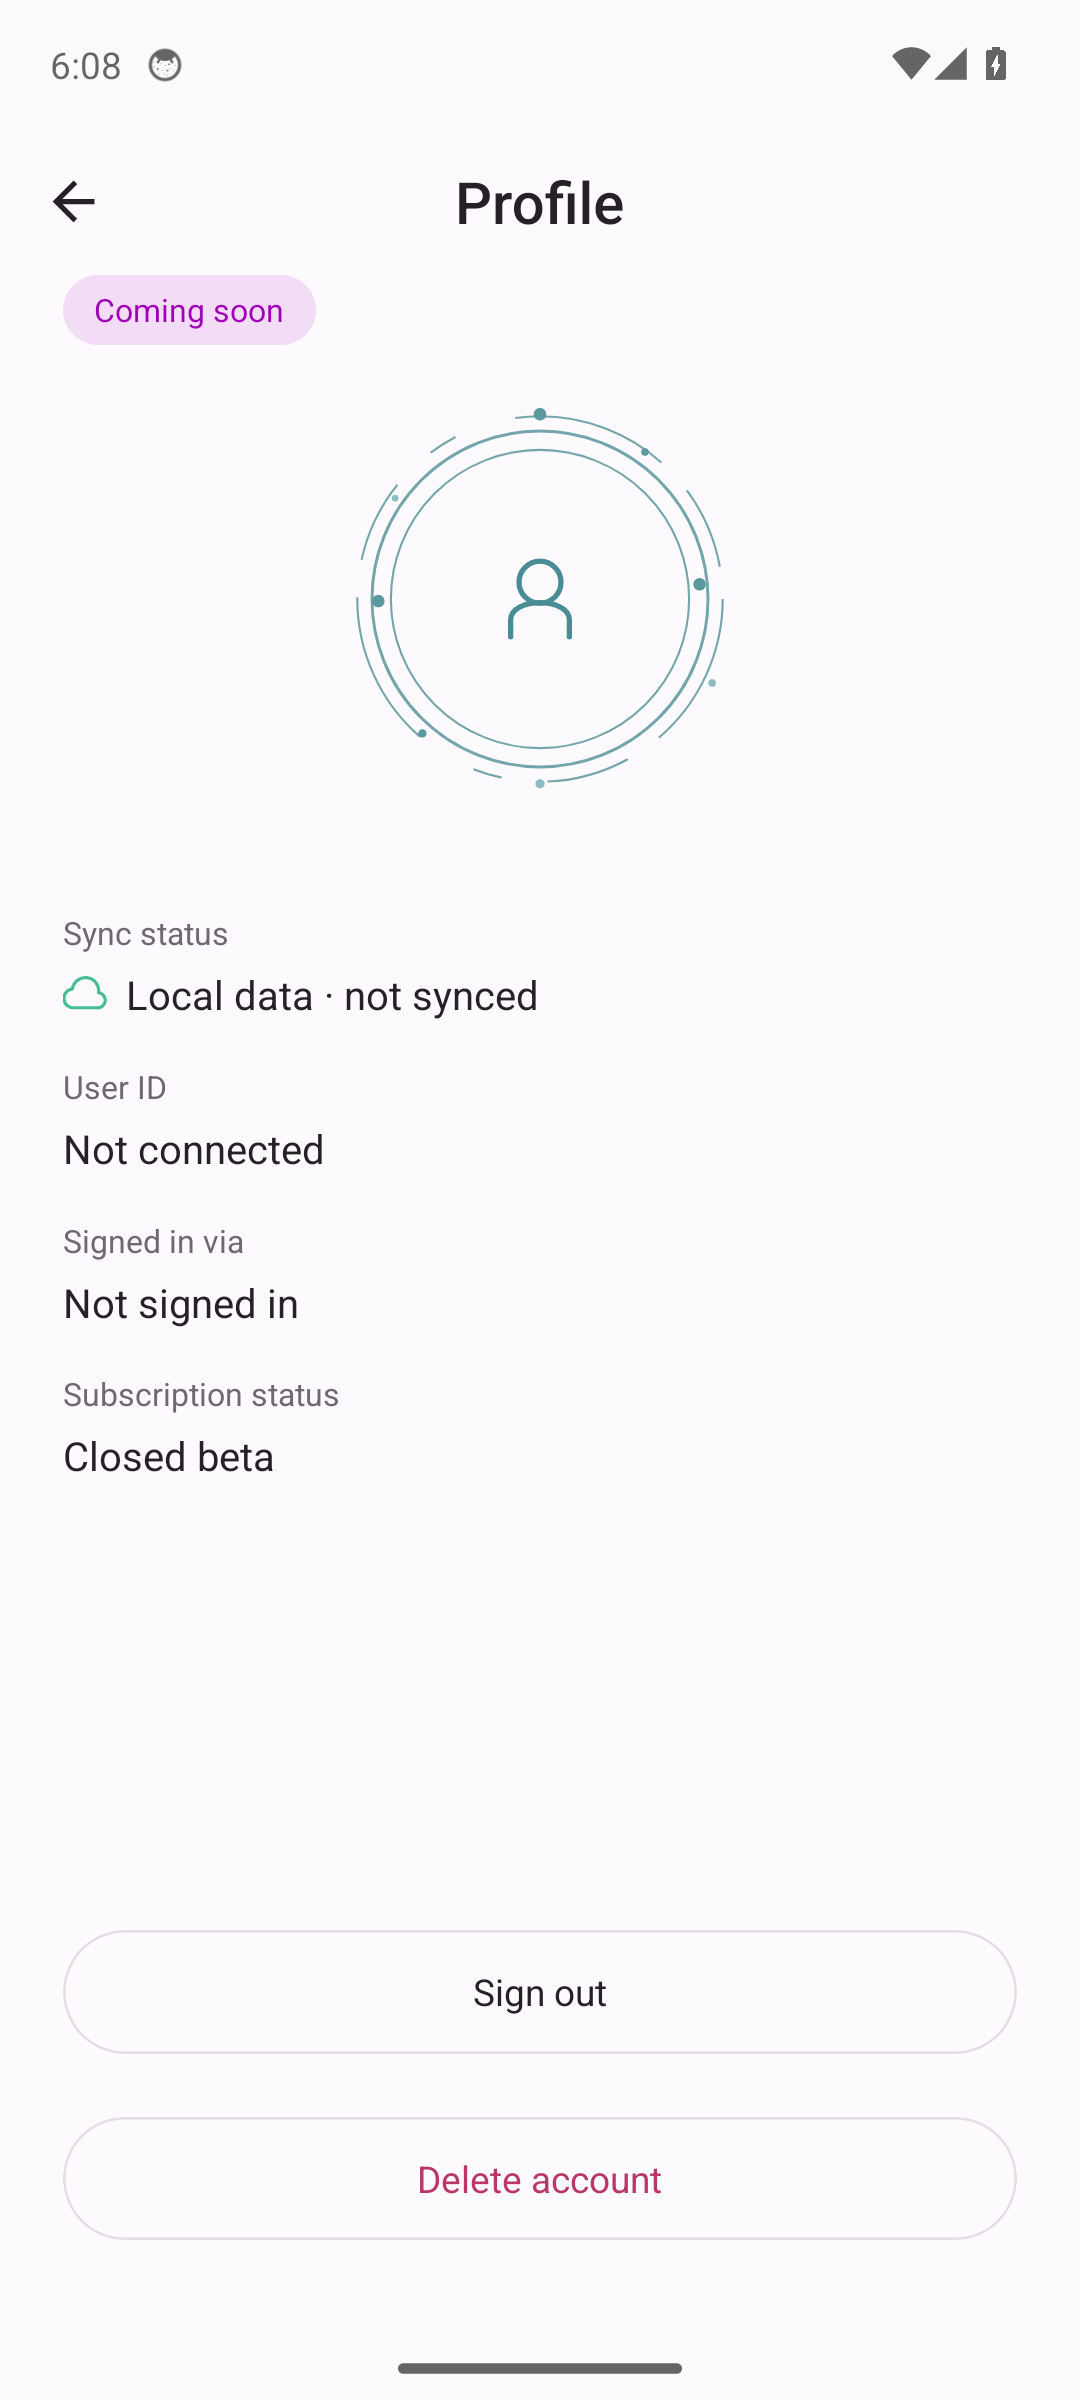 6:08
Profile
Coming soon
Sync status
Local data · not synced
User ID
Not connected
Signed in via
Not signed in
Subscription status
Closed beta
Sign out
Delete account